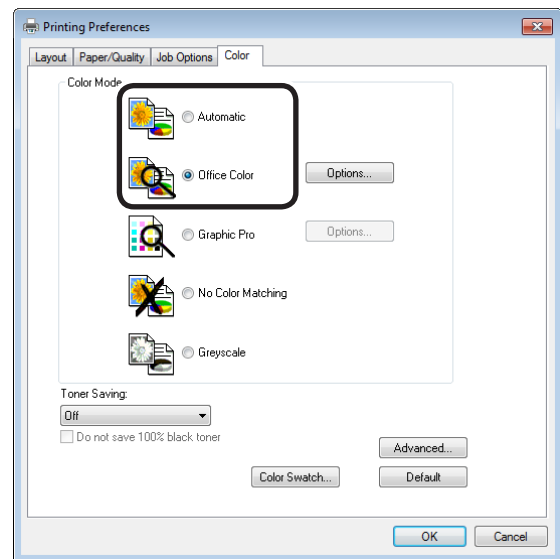 Printing Preferences
Layout Paper/Quality Job Options Color
Color Mode
Automatic
Office Color Options...
Graphic Pro Options...
No Color Matching
Greyscale
Toner Saving:
Off
Do not save 100% black toner
Advanced...
Color Swatch... Default
OK Cancel